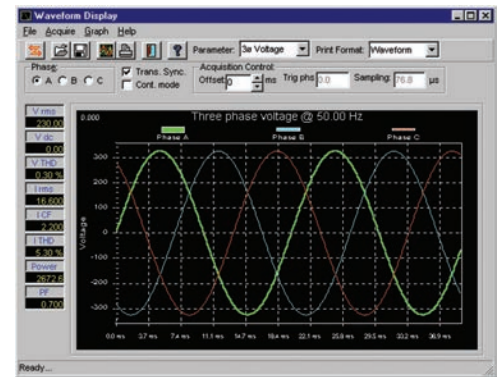 Waveform Display
File Acquire Graph Help
Parameter: 3ø Voltage Print Format: Waveform
Phase: A B C
Trans. Sync.
Cont. mode
Acquisition Control:
Offset: 0 ms Trig phs 0.0 Sampling: 76.8 µs
V rms
230.00
V dc
0.00
V THD
0.30 %
I rms
16.600
I CF
2.200
I THD
5.30 %
Power
2672.6
PF
0.700
0.000
Three phase voltage @ 50.00 Hz
Phase A Phase B Phase C
Voltage
300
200
100
0
-100
-200
-300
0.0 ms 3.7 ms 7.4 ms 11.1 ms 14.7 ms 18.4 ms 22.1 ms 25.8 ms 29.5 ms 33.2 ms 36.9 ms
Ready...